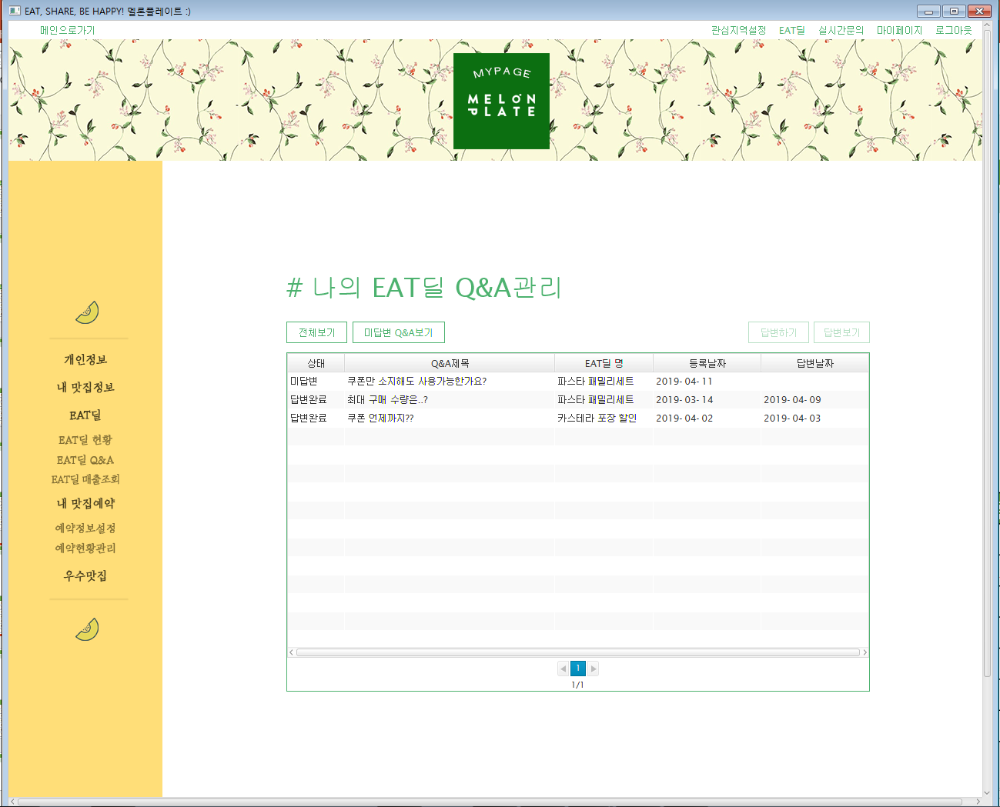 EAT, SHARE, BE HAPPY! 멜론플레이트 :)
메인으로가기 관심지역설정 EAT딜 실시간문의 마이페이지 로그아웃
MYPAGE
MELON
PLATE
개인정보
내 맛집정보
EAT딜
EAT딜 현황
EAT딜 Q&A
EAT딜 매출조회
내 맛집예약
예약정보설정
예약현황관리
우수맛집
# 나의 EAT딜 Q&A관리
전체보기 미답변 Q&A보기 답변하기 답변보기
상태 Q&A제목 EAT딜 명 등록날짜 답변날짜
미답변 쿠폰만 소지해도 사용가능한가요? 파스타 패밀리세트 2019- 04- 11
답변완료 최대 구매 수량은..? 파스타 패밀리세트 2019- 03- 14 2019- 04- 09
답변완료 쿠폰 언제까지?? 카스테라 포장 할인 2019- 04- 02 2019- 04- 03
1
1/1